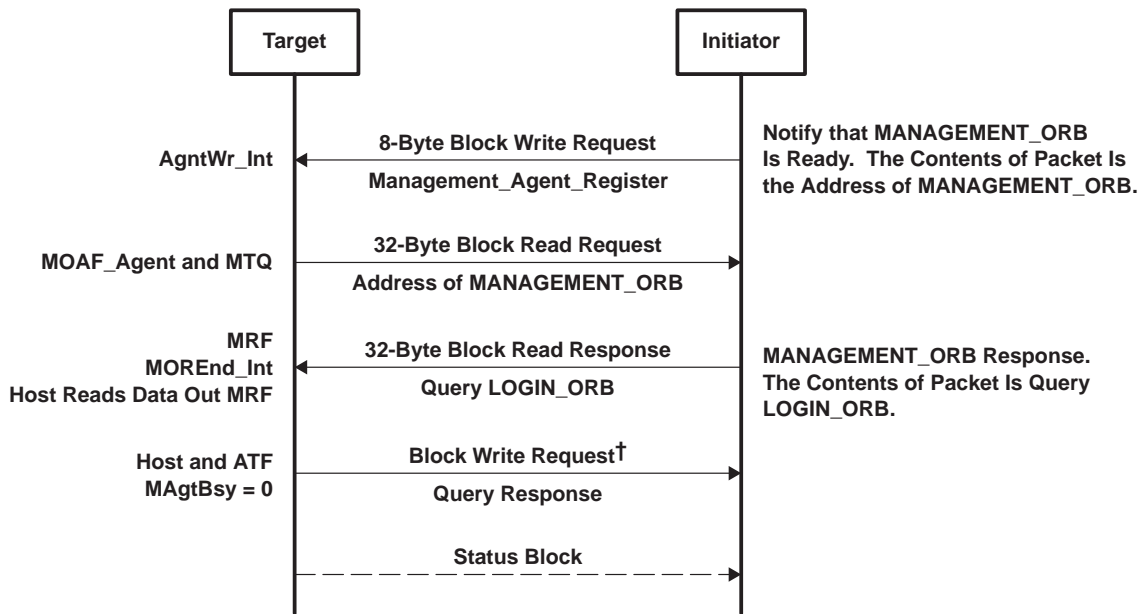 Target
Initiator
AgntWr_Int
8-Byte Block Write Request
Management_Agent_Register
Notify that MANAGEMENT_ORB
Is Ready. The Contents of Packet Is
the Address of MANAGEMENT_ORB.
MOAF_Agent and MTQ
32-Byte Block Read Request
Address of MANAGEMENT_ORB
MRF
MOREnd_Int
Host Reads Data Out MRF
32-Byte Block Read Response
Query LOGIN_ORB
MANAGEMENT_ORB Response.
The Contents of Packet Is Query
LOGIN_ORB.
Host and ATF
MAgtBsy = 0
Block Write Request†
Query Response
Status Block